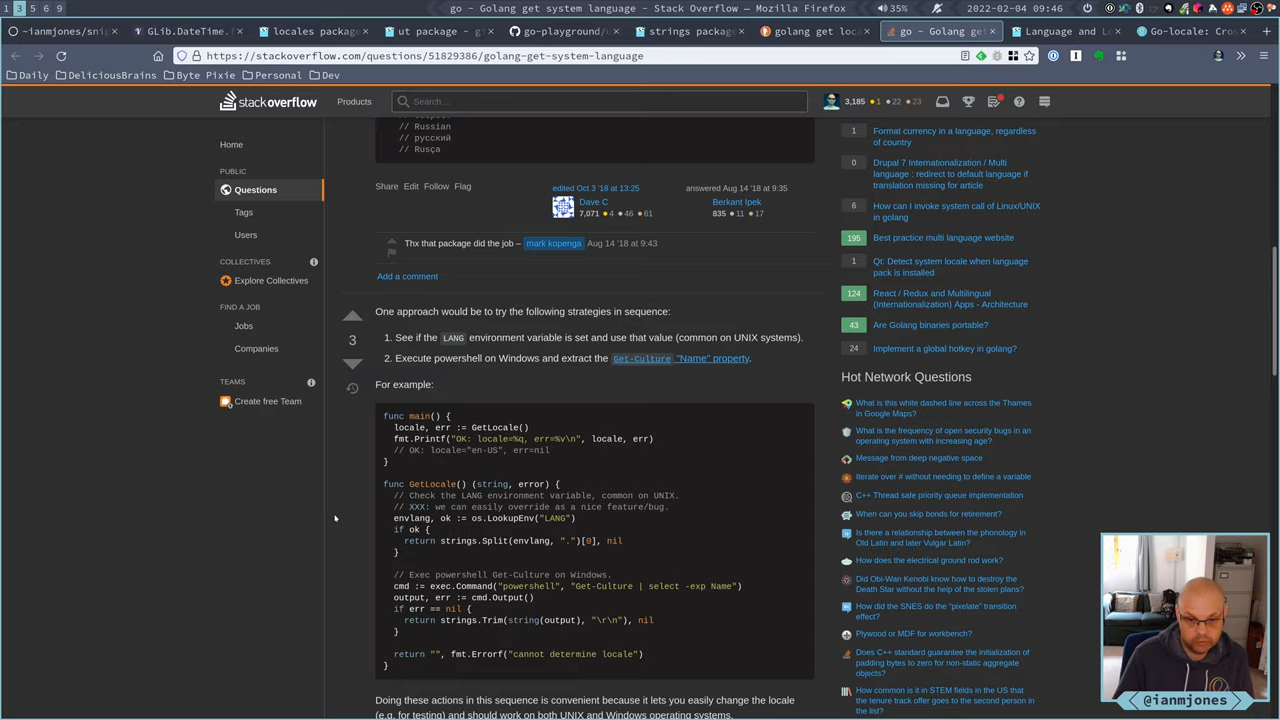 1 3 5 6 9
go - Golang get system language - Stack Overflow — Mozilla Firefox
35%
2022-02-04 09:46
~ianmjones/snip
GLib.DateTime.
locales package
ut package - g
go-playground/u
strings package
golang get loca
go - Golang get
Language and Lo
Go-locale: Cros
https://stackoverflow.com/questions/51829386/golang-get-system-language
Daily
DeliciousBrains
Byte Pixie
Personal
Dev
stackoverflow
Products
Search…
3,185 1 22 23
Home
PUBLIC
Questions
Tags
Users
COLLECTIVES
Explore Collectives
FIND A JOB
Jobs
Companies
TEAMS
Create free Team
// Russian
// русский
// Rusça
Share Edit Follow Flag
edited Oct 3 '18 at 13:25
Dave C
7,071 4 46 61
answered Aug 14 '18 at 9:35
Berkant Ipek
835 11 17
Thx that package did the job – mark kopenga Aug 14 '18 at 9:43
Add a comment
3
One approach would be to try the following strategies in sequence:
1. See if the LANG environment variable is set and use that value (common on UNIX systems).
2. Execute powershell on Windows and extract the Get-Culture "Name" property.
For example:
func main() {
locale, err := GetLocale()
fmt.Printf("OK: locale=%q, err=%v\n", locale, err)
// OK: locale="en-US", err=nil
}
func GetLocale() (string, error) {
// Check the LANG environment variable, common on UNIX.
// XXX: we can easily override as a nice feature/bug.
envlang, ok := os.LookupEnv("LANG")
if ok {
return strings.Split(envlang, ".")[0], nil
}
// Exec powershell Get-Culture on Windows.
cmd := exec.Command("powershell", "Get-Culture | select -exp Name")
output, err := cmd.Output()
if err == nil {
return strings.Trim(string(output), "\r\n"), nil
}
return "", fmt.Errorf("cannot determine locale")
}
Doing these actions in this sequence is convenient because it lets you easily change the locale
(e.g. for testing) and should work on both UNIX and Windows operating systems.
1 Format currency in a language, regardless
of country
0 Drupal 7 Internationalization / Multi
language : redirect to default language if
translation missing for article
6 How can I invoke system call of Linux/UNIX
in golang
195 Best practice multi language website
1 Qt: Detect system locale when language
pack is installed
124 React / Redux and Multilingual
(Internationalization) Apps - Architecture
43 Are Golang binaries portable?
24 Implement a global hotkey in golang?
Hot Network Questions
What is this white dashed line across the Thames
in Google Maps?
What is the frequency of open security bugs in an
operating system with increasing age?
Message from deep negative space
Iterate over # without needing to define a variable
C++ Thread safe priority queue implementation
When can you skip bonds for retirement?
Is there a relationship between the phonology in
Old Latin and later Vulgar Latin?
How does the electrical ground rod work?
Did Obi-Wan Kenobi know how to destroy the
Death Star without the help of the stolen plans?
How did the SNES do the "pixelate" transition
effect?
Plywood or MDF for workbench?
Does C++ standard guarantee the initialization of
padding bytes to zero for non-static aggregate
objects?
How common is it in STEM fields in the US that
the tenure track offer goes to the second person in
the list?
@ianmjones